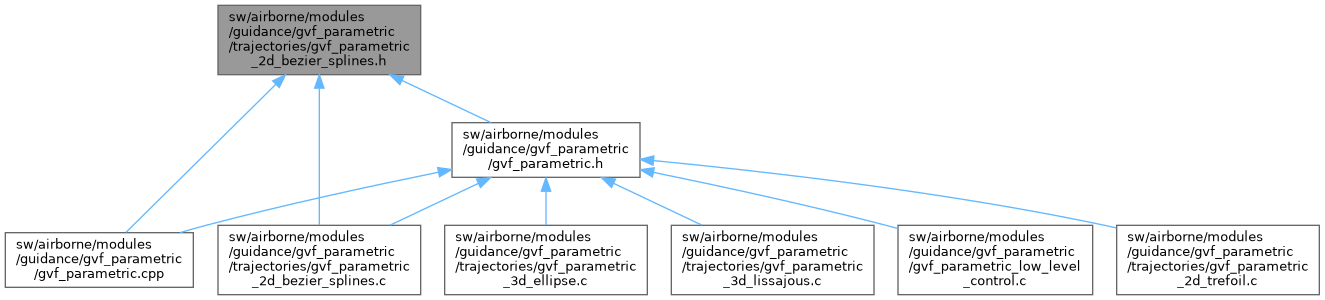 sw/airborne/modules
/guidance/gvf_parametric
/trajectories/gvf_parametric
_2d_bezier_splines.h
sw/airborne/modules
/guidance/gvf_parametric
/gvf_parametric.h
sw/airborne/modules
/guidance/gvf_parametric
/gvf_parametric.cpp
sw/airborne/modules
/guidance/gvf_parametric
/trajectories/gvf_parametric
_2d_bezier_splines.c
sw/airborne/modules
/guidance/gvf_parametric
/trajectories/gvf_parametric
_3d_ellipse.c
sw/airborne/modules
/guidance/gvf_parametric
/trajectories/gvf_parametric
_3d_lissajous.c
sw/airborne/modules
/guidance/gvf_parametric
/gvf_parametric_low_level
_control.c
sw/airborne/modules
/guidance/gvf_parametric
/trajectories/gvf_parametric
_2d_trefoil.c